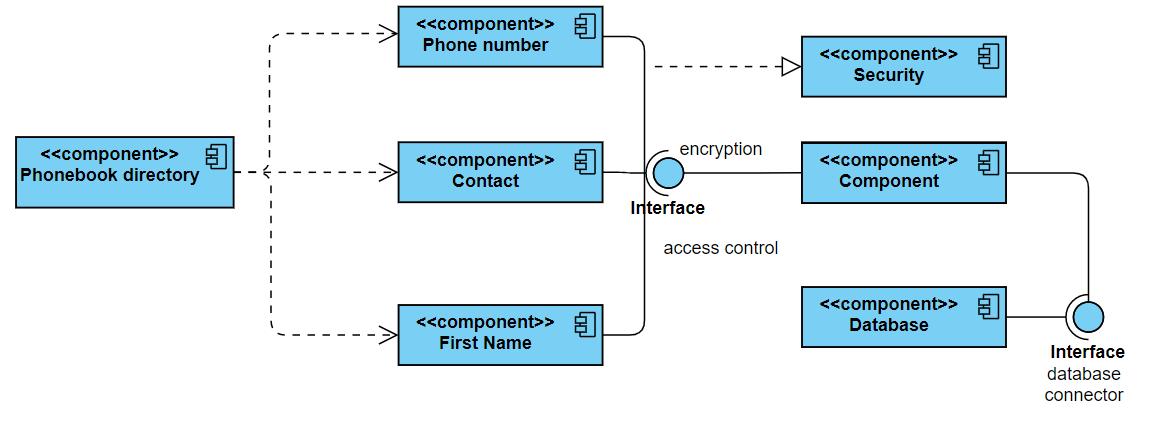 <<component>>
Phone number
<<component>>
Security
<<component>>
Phonebook directory
<<component>>
Contact
encryption
<<component>>
Component
Interface
access control
<<component>>
First Name
<<component>>
Database
Interface
database
connector